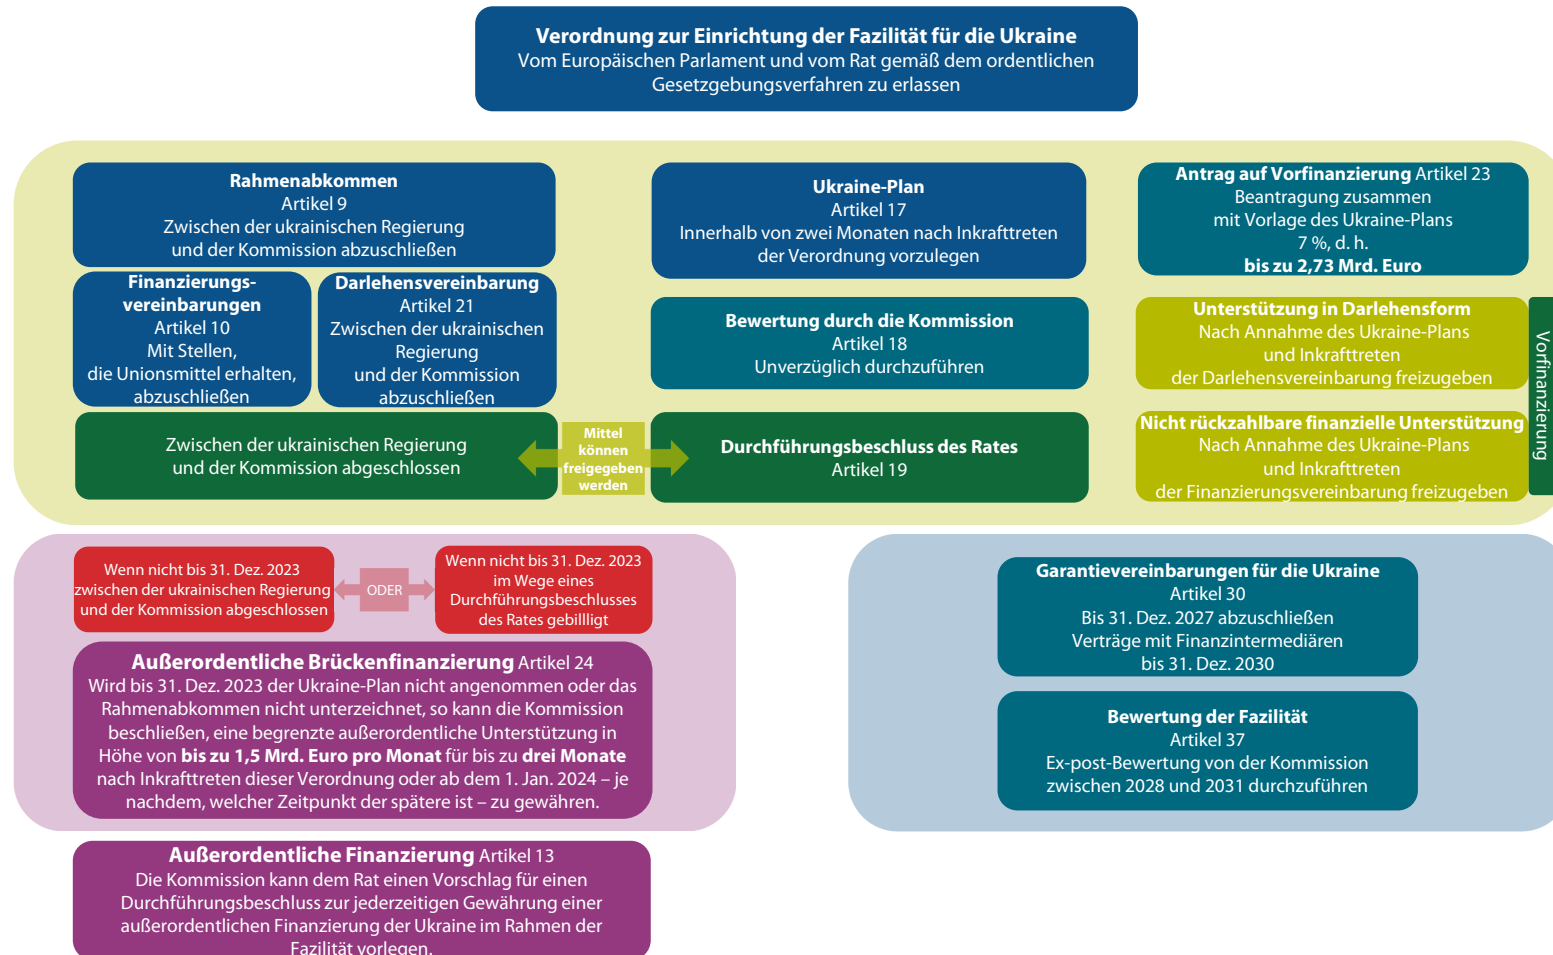 Verordnung zur Einrichtung der Fazilität für die Ukraine
Vom Europäischen Parlament und vom Rat gemäß dem ordentlichen
Gesetzgebungsverfahren zu erlassen
Rahmenabkommen
Artikel 9
Zwischen der ukrainischen Regierung
und der Kommission abzuschließen
Finanzierungs-
vereinbarungen
Artikel 10
Mit Stellen,
die Unionsmittel erhalten,
abzuschließen
Darlehensvereinbarung
Artikel 21
Zwischen der ukrainischen
Regierung
und der Kommission
abzuschließen
Zwischen der ukrainischen Regierung
und der Kommission abgeschlossen
Mittel
können
freigegeben
werden
Ukraine-Plan
Artikel 17
Innerhalb von zwei Monaten nach Inkrafttreten
der Verordnung vorzulegen
Bewertung durch die Kommission
Artikel 18
Unverzüglich durchzuführen
Durchführungsbeschluss des Rates
Artikel 19
Antrag auf Vorfinanzierung Artikel 23
Beantragung zusammen
mit Vorlage des Ukraine-Plans
7 %, d. h.
bis zu 2,73 Mrd. Euro
Unterstützung in Darlehensform
Nach Annahme des Ukraine-Plans
und Inkrafttreten
der Darlehensvereinbarung freizugeben
Nicht rückzahlbare finanzielle Unterstützung
Nach Annahme des Ukraine-Plans
und Inkrafttreten
der Finanzierungsvereinbarung freizugeben
Vorfinanzierung
Wenn nicht bis 31. Dez. 2023
zwischen der ukrainischen Regierung
und der Kommission abgeschlossen
ODER
Wenn nicht bis 31. Dez. 2023
im Wege eines
Durchführungsbeschlusses
des Rates gebillligt
Außerordentliche Brückenfinanzierung Artikel 24
Wird bis 31. Dez. 2023 der Ukraine-Plan nicht angenommen oder das
Rahmenabkommen nicht unterzeichnet, so kann die Kommission
beschließen, eine begrenzte außerordentliche Unterstützung in
Höhe von bis zu 1,5 Mrd. Euro pro Monat für bis zu drei Monate
nach Inkrafttreten dieser Verordnung oder ab dem 1. Jan. 2024 – je
nachdem, welcher Zeitpunkt der spätere ist – zu gewähren.
Garantievereinbarungen für die Ukraine
Artikel 30
Bis 31. Dez. 2027 abzuschließen
Verträge mit Finanzintermediären
bis 31. Dez. 2030
Bewertung der Fazilität
Artikel 37
Ex-post-Bewertung von der Kommission
zwischen 2028 und 2031 durchzuführen
Außerordentliche Finanzierung Artikel 13
Die Kommission kann dem Rat einen Vorschlag für einen
Durchführungsbeschluss zur jederzeitigen Gewährung einer
außerordentlichen Finanzierung der Ukraine im Rahmen der
Fazilität vorlegen.